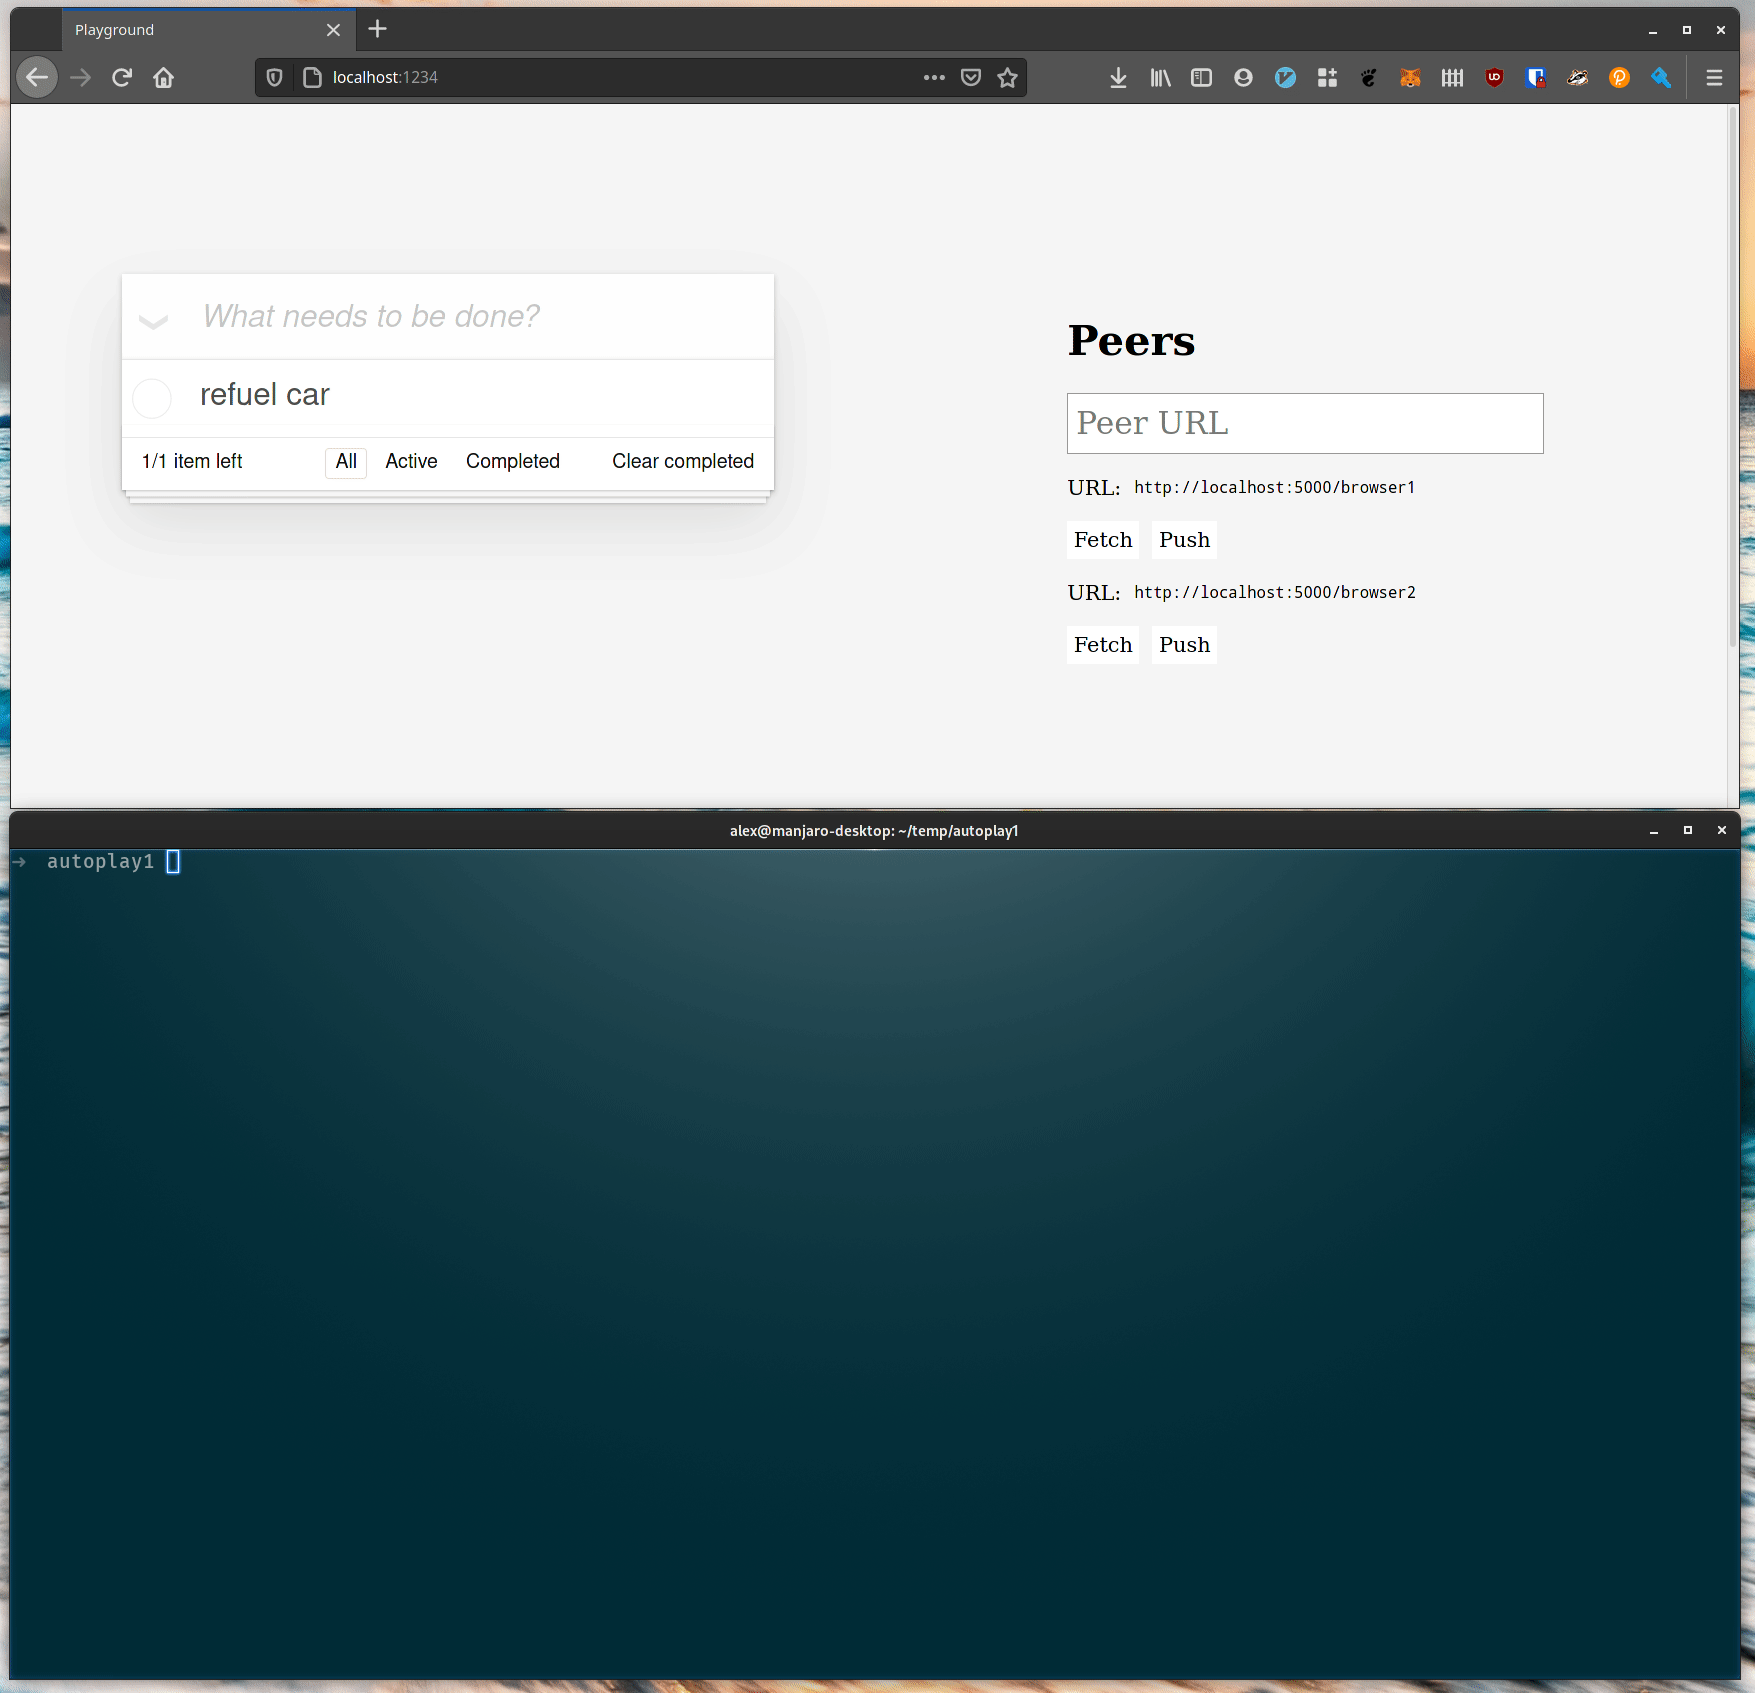 Playground
localhost:1234
What needs to be done?
refuel car
1/1 item left All Active Completed Clear completed
Peers
Peer URL
URL: http://localhost:5000/browser1
Fetch Push
URL: http://localhost:5000/browser2
Fetch Push
alex@manjaro-desktop: ~/temp/autoplay1
→ autoplay1